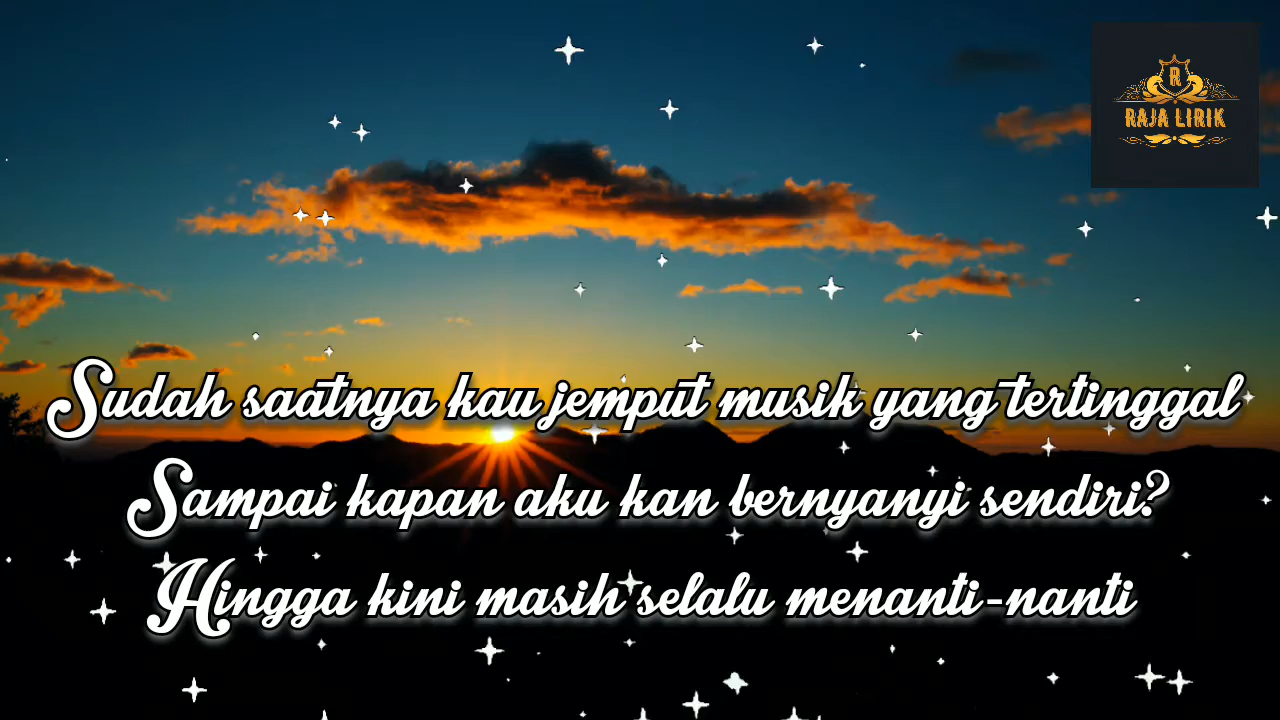 R
RAJA LIRIK
Sudah saatnya kau jemput musik yang tertinggal
Sampai kapan aku kan bernyanyi sendiri?
Hingga kini masih selalu menanti-nanti